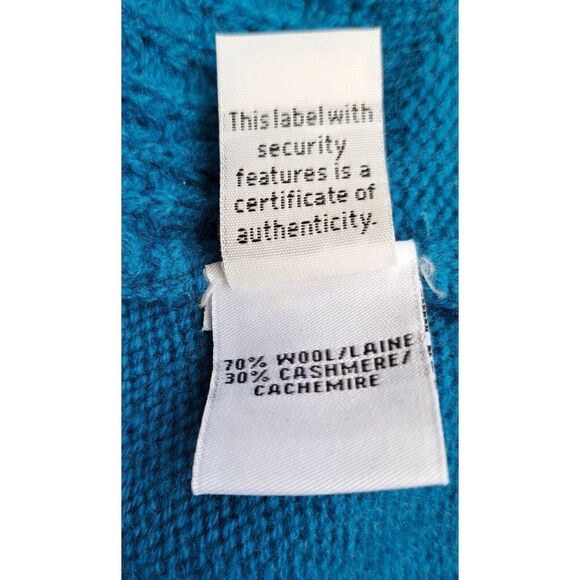 This label with
security
features is a
certificate of
authenticity.
70% WOOL/LAINE
30% CASHMERE/
CACHEMIRE